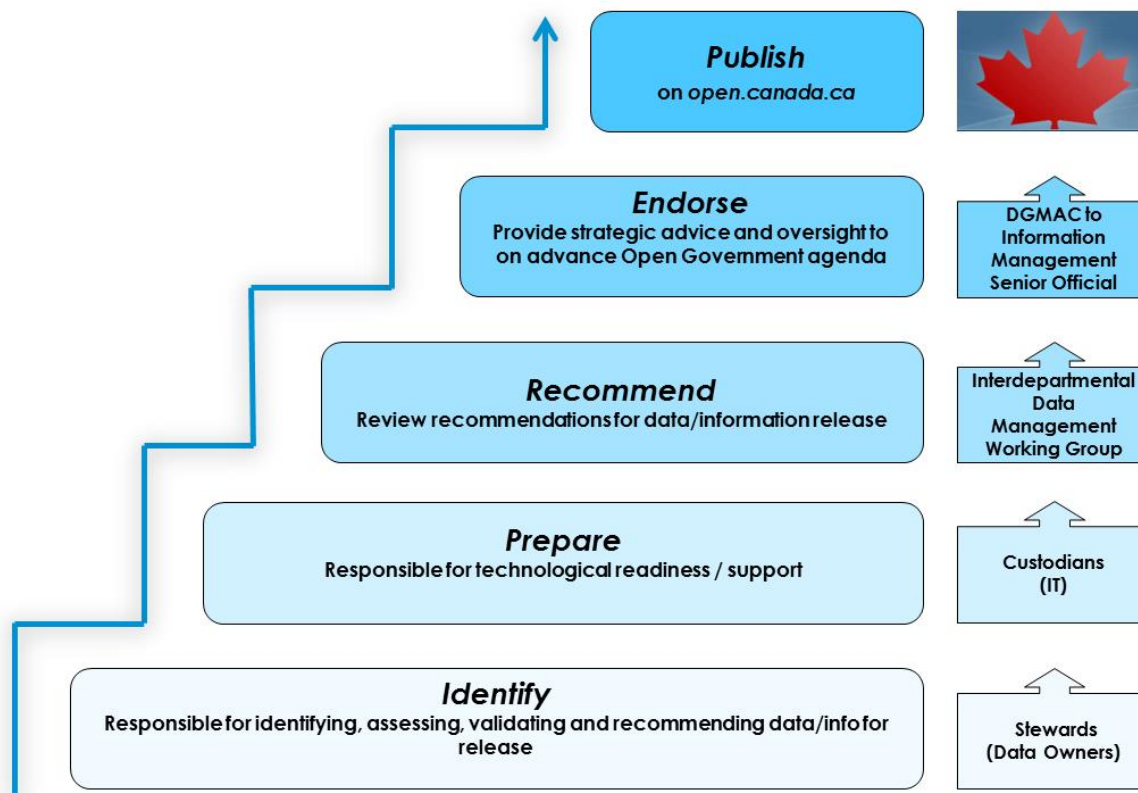 Publish
on open.canada.ca
Endorse
Provide strategic advice and oversight to
on advance Open Government agenda
DGMAC to
Information
Management
Senior Official
Recommend
Review recommendations for data/information release
Interdepartmental
Data
Management
Working Group
Prepare
Responsible for technological readiness / support
Custodians
(IT)
Identify
Responsible for identifying, assessing, validating and recommending data/info for
release
Stewards
(Data Owners)